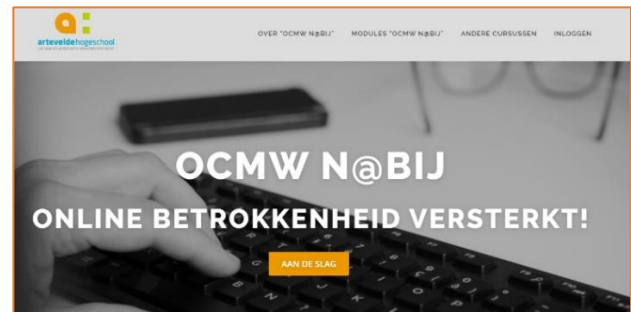 a:
arteveldehogeschool
OVER "OCMW N@BIJ"
MODULES "OCMW N@BIJ"
ANDERE CURSUSSEN
INLOGGEN
OCMW N@BIJ
ONLINE BETROKKENHEID VERSTERKT!
AAN DE SLAG